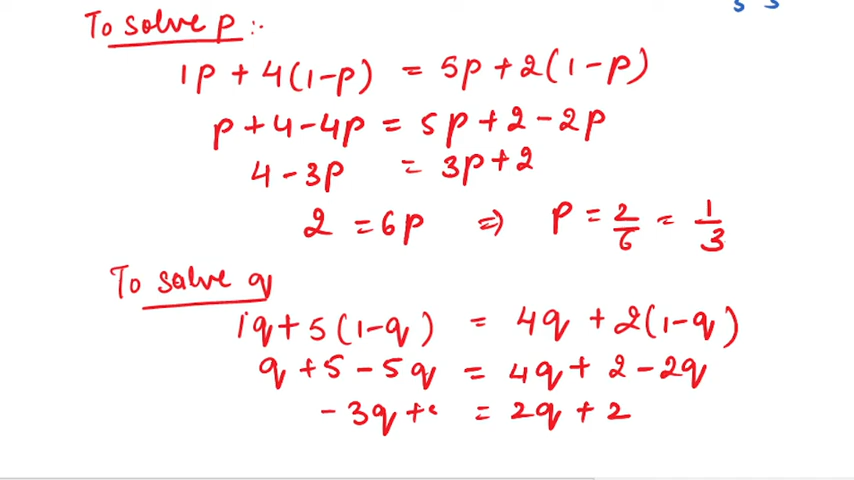 To solve p :-
1p + 4(1-p) = 5p + 2(1-p)
p + 4 - 4p = 5p + 2 - 2p
4 - 3p = 3p + 2
2 = 6p ⇒ p = 2/6 = 1/3
To solve q
1q + 5(1-q) = 4q + 2(1-q)
q + 5 - 5q = 4q + 2 - 2q
- 3q + = 2q + 2